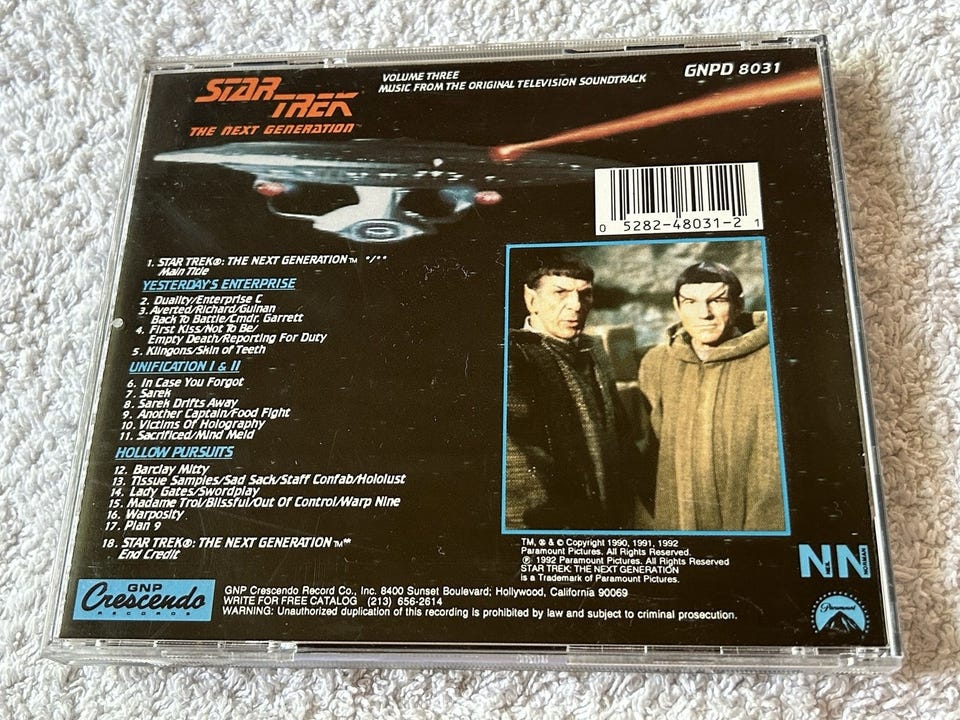 STAR TREK
THE NEXT GENERATION
VOLUME THREE
MUSIC FROM THE ORIGINAL TELEVISION SOUNDTRACK
GNPD 8031
0 5282-48031-2 1
1. STAR TREK®: THE NEXT GENERATION TM */**
Main Title
YESTERDAY'S ENTERPRISE
2. Duality/Enterprise C
3. Averted/Richard/Guinan
Back To Battle/Cmdr. Garrett
4. First Kiss/Not To Be/
Empty Death/Reporting For Duty
5. Klingons/Skin of Teeth
UNIFICATION I & II
6. In Case You Forgot
7. Sarek
8. Sarek Drifts Away
9. Another Captain/Food Fight
10. Victims Of Holography
11. Sacrificed/Mind Meld
HOLLOW PURSUITS
12. Barclay Mitty
13. Tissue Samples/Sad Sack/Staff Confab/Hololust
14. Lady Gates/Swordplay
15. Madame Troi/Blissful/Out Of Control/Warp Nine
16. Warposity
17. Plan 9
18. STAR TREK®: THE NEXT GENERATION TM**
End Credit
TM, ® & © Copyright 1990, 1991, 1992
Paramount Pictures. All Rights Reserved.
℗ 1992 Paramount Pictures. All Rights Reserved
STAR TREK: THE NEXT GENERATION
is a Trademark of Paramount Pictures.
NEIL NORMAN
GNP
Crescendo
RECORDS
GNP Crescendo Record Co., Inc. 8400 Sunset Boulevard; Hollywood, California 90069
WRITE FOR FREE CATALOG (213) 656-2614
WARNING: Unauthorized duplication of this recording is prohibited by law and subject to criminal prosecution.
Paramount